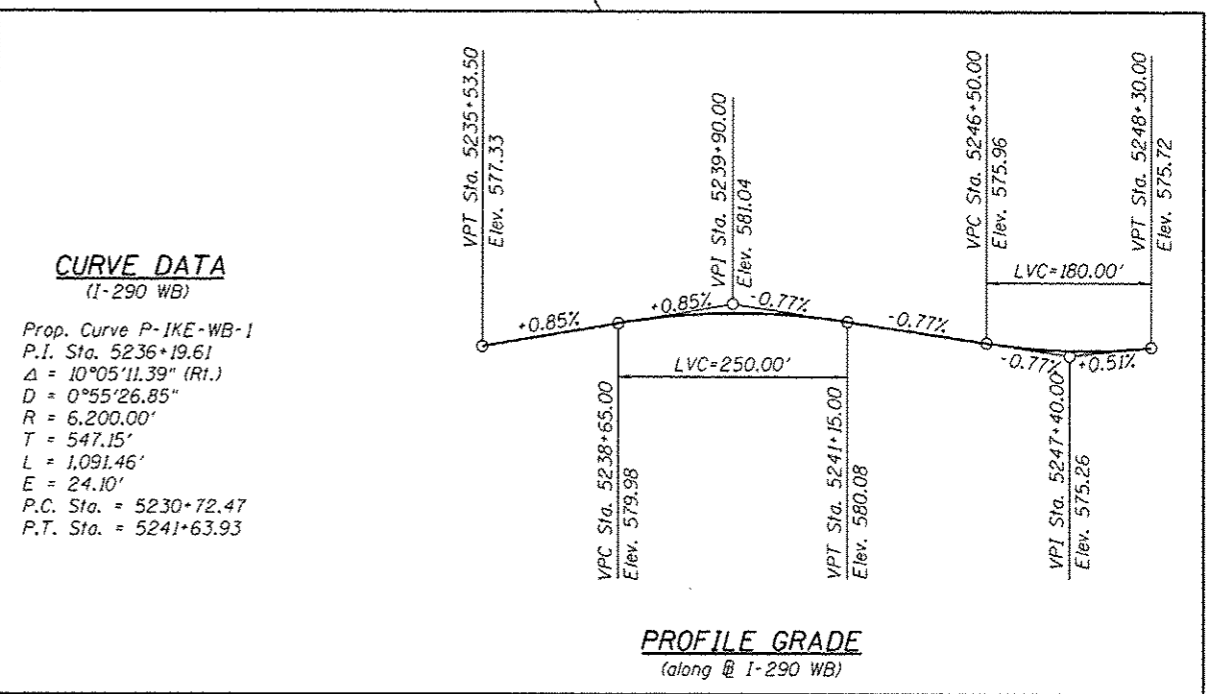 CURVE DATA
(I-290 WB)
Prop. Curve P-IKE-WB-1
P.I. Sta. 5236+19.61
Δ = 10°05'11.39" (Rt.)
D = 0°55'26.85"
R = 6,200.00'
T = 547.15'
L = 1,091.46'
E = 24.10'
P.C. Sta. = 5230+72.47
P.T. Sta. = 5241+63.93
VPT Sta. 5235+53.50
Elev. 577.33
+0.85%
VPC Sta. 5238+65.00
Elev. 579.98
+0.85%
VPI Sta. 5239+90.00
Elev. 581.04
-0.77%
LVC=250.00'
VPT Sta. 5241+15.00
Elev. 580.08
-0.77%
VPC Sta. 5246+50.00
Elev. 575.96
LVC=180.00'
-0.77%
VPI Sta. 5247+40.00
Elev. 575.26
+0.51%
VPT Sta. 5248+30.00
Elev. 575.72
PROFILE GRADE
(along ℄ I-290 WB)